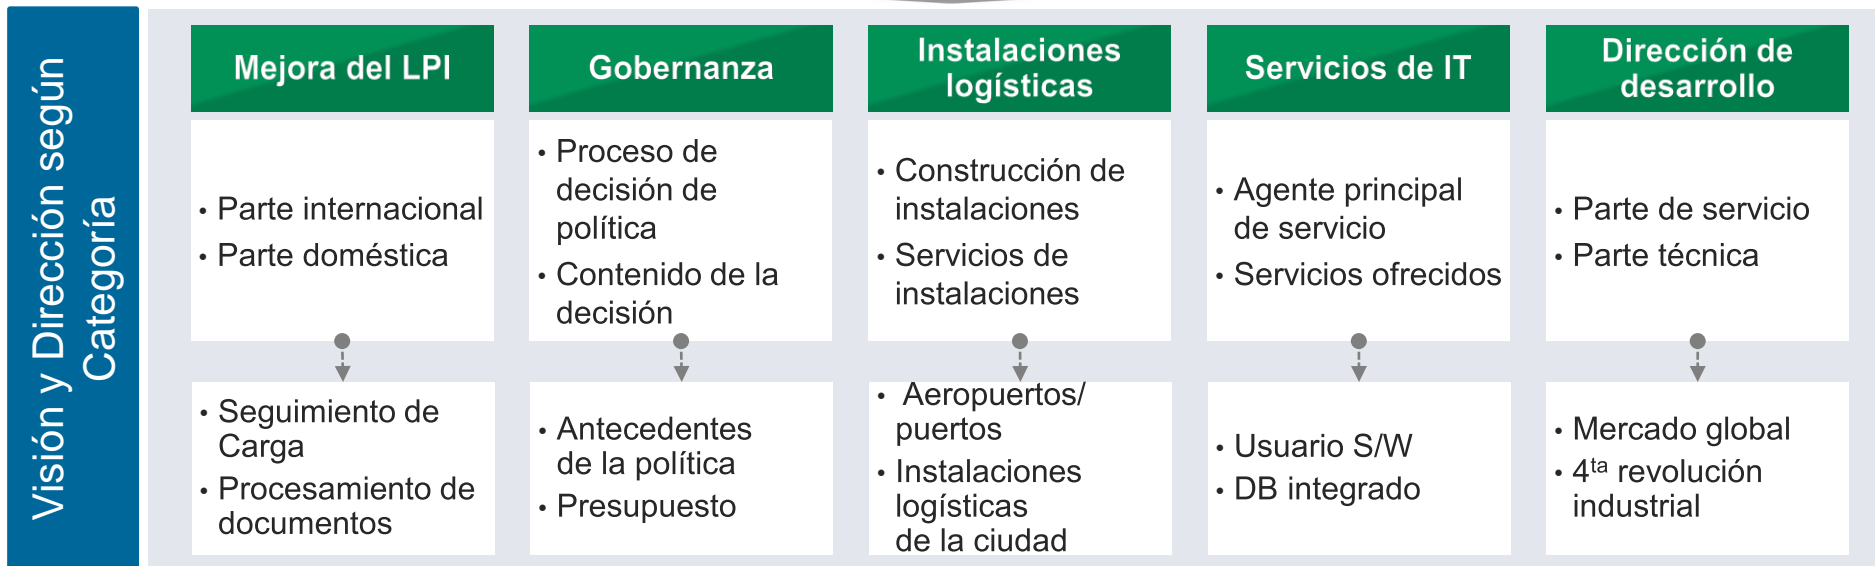 Visión y Dirección según
Categoría
Mejora del LPI
• Parte internacional
• Parte doméstica
• Seguimiento de
Carga
• Procesamiento de
documentos
Gobernanza
• Proceso de
decisión de
política
• Contenido de la
decisión
• Antecedentes
de la política
• Presupuesto
Instalaciones
logísticas
• Construcción de
instalaciones
• Servicios de
instalaciones
• Aeropuertos/
puertos
• Instalaciones
logísticas
de la ciudad
Servicios de IT
• Agente principal
de servicio
• Servicios ofrecidos
• Usuario S/W
• DB integrado
Dirección de
desarrollo
• Parte de servicio
• Parte técnica
• Mercado global
• 4ta revolución
industrial